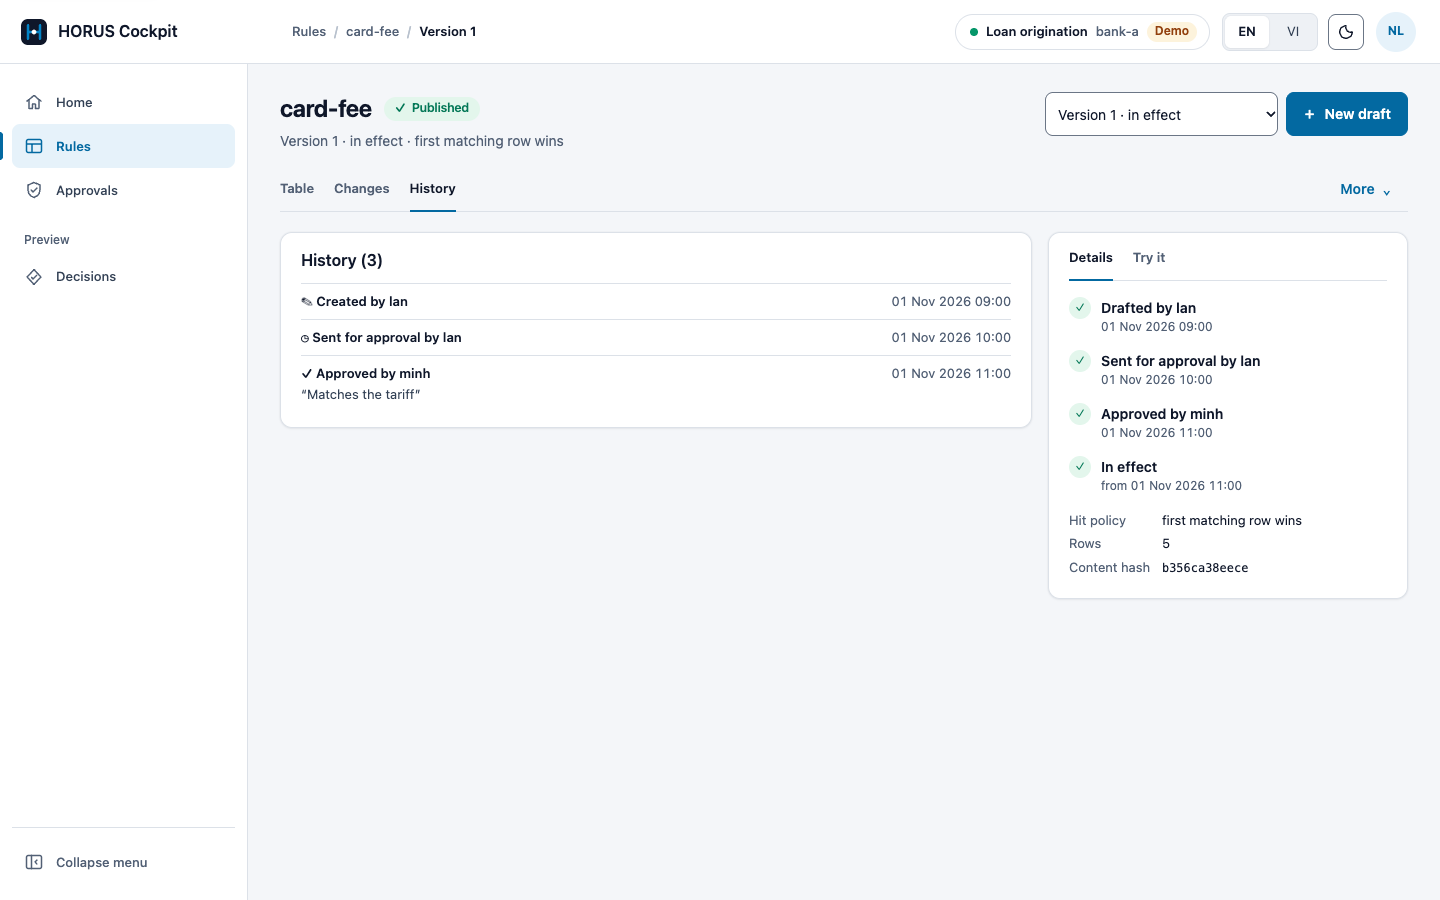 HORUS Cockpit
Rules / card-fee / Version 1
Loan origination bank-a Demo
EN VI
NL
Home
Rules
Approvals
Preview
Decisions
Collapse menu
card-fee
✓ Published
Version 1 · in effect · first matching row wins
Version 1 · in effect
+ New draft
Table Changes History
More
History (3)
✎ Created by lan 01 Nov 2026 09:00
◷ Sent for approval by lan 01 Nov 2026 10:00
✓ Approved by minh 01 Nov 2026 11:00
“Matches the tariff”
Details Try it
✓ Drafted by lan
01 Nov 2026 09:00
✓ Sent for approval by lan
01 Nov 2026 10:00
✓ Approved by minh
01 Nov 2026 11:00
✓ In effect
from 01 Nov 2026 11:00
Hit policy first matching row wins
Rows 5
Content hash b356ca38eece